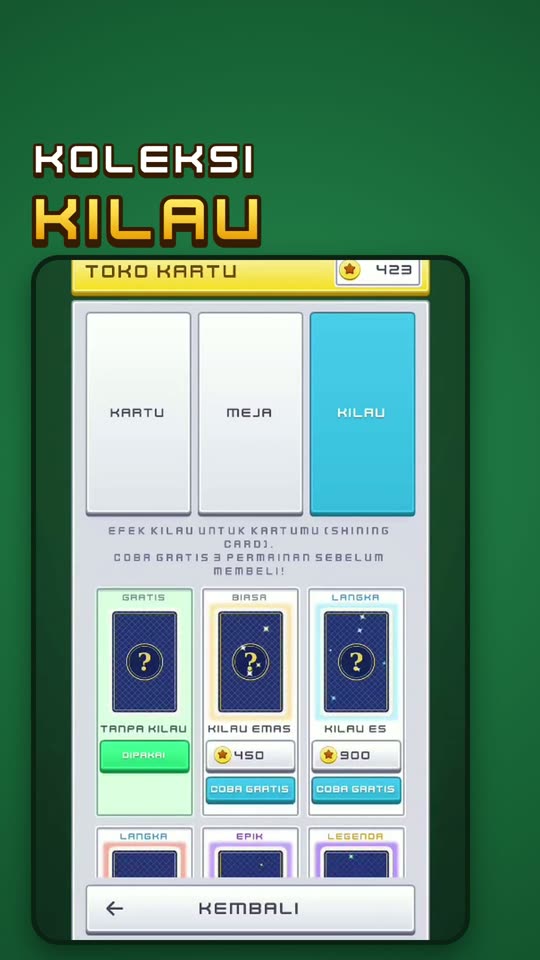 KOLEKSI
KILAU
TOKO KARTU
423
KARTU
MEJA
KILAU
EFEK KILAU UNTUK KARTUMU (SHINING
CARD).
COBA GRATIS 3 PERMAINAN SEBELUM
MEMBELI!
GRATIS
BIASA
LANGKA
?
?
?
TANPA KILAU
KILAU EMAS
KILAU ES
DIPAKAI
450
900
COBA GRATIS
COBA GRATIS
LANGKA
EPIK
LEGENDA
← KEMBALI